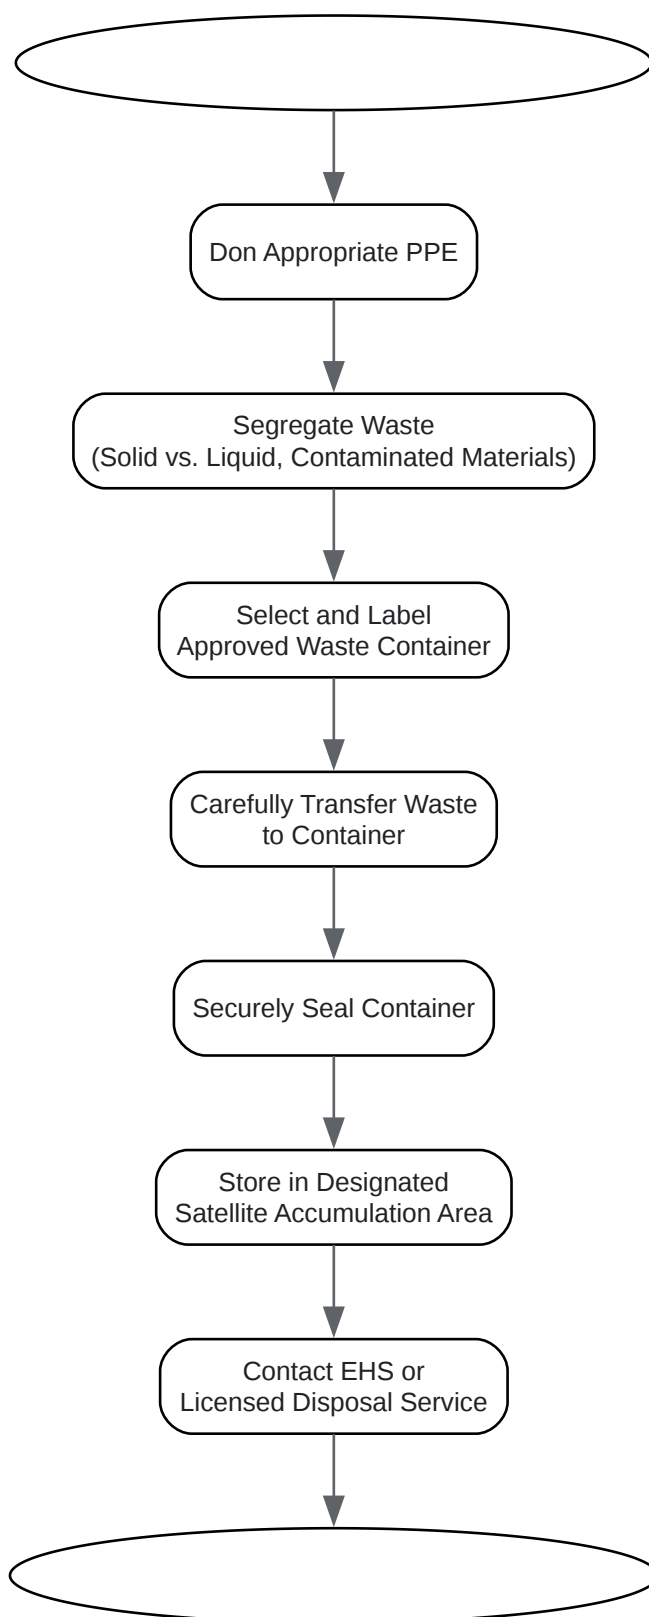 Don Appropriate PPE
Segregate Waste
(Solid vs. Liquid, Contaminated Materials)
Select and Label
Approved Waste Container
Carefully Transfer Waste
to Container
Securely Seal Container
Store in Designated
Satellite Accumulation Area
Contact EHS or
Licensed Disposal Service